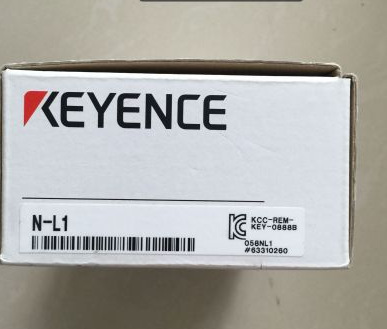 KEYENCE
N-L1
KCC-REM-
KEY-0888B
058NL1
#63310260